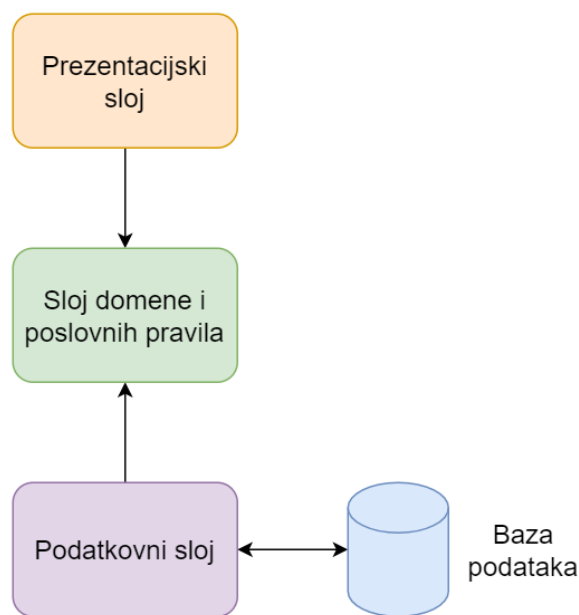 Prezentacijski
sloj
Sloj domene i
poslovnih pravila
Podatkovni sloj
Baza
podataka